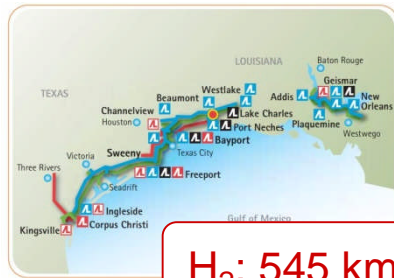 LOUISIANA
Baton Rouge
TEXAS
Westlake
Geismar
Beaumont
Addis
New
Orleans
Channelview
Houston
Lake Charles
Port Neches
Plaquemine
Bayport
Westwego
Sweeny
Texas City
Victoria
Three Rivers
Freeport
Seadrift
Ingleside
Corpus Christi
Kingsville
Gulf of Mexico
H₂: 545 km